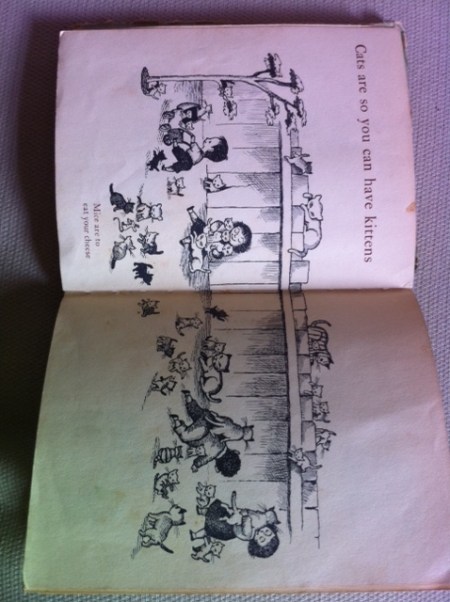 Cats are so you can have kittens
Mice are to
eat your cheese